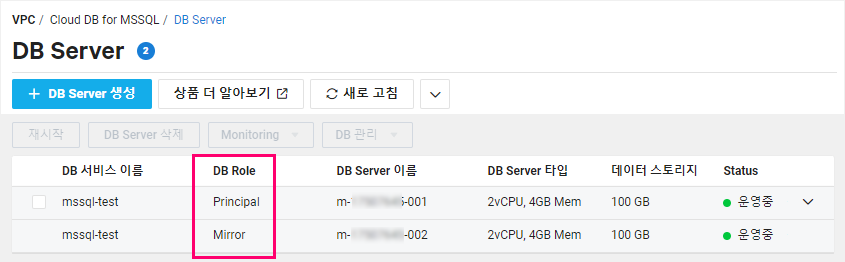 VPC / Cloud DB for MSSQL / DB Server
DB Server 2
+ DB Server 생성 상품 더 알아보기 새로 고침
재시작 DB Server 삭제 Monitoring DB 관리
DB 서비스 이름 DB Role DB Server 이름 DB Server 타입 데이터 스토리지 Status
mssql-test Principal m- -001 2vCPU, 4GB Mem 100 GB 운영중
mssql-test Mirror m- -002 2vCPU, 4GB Mem 100 GB 운영중